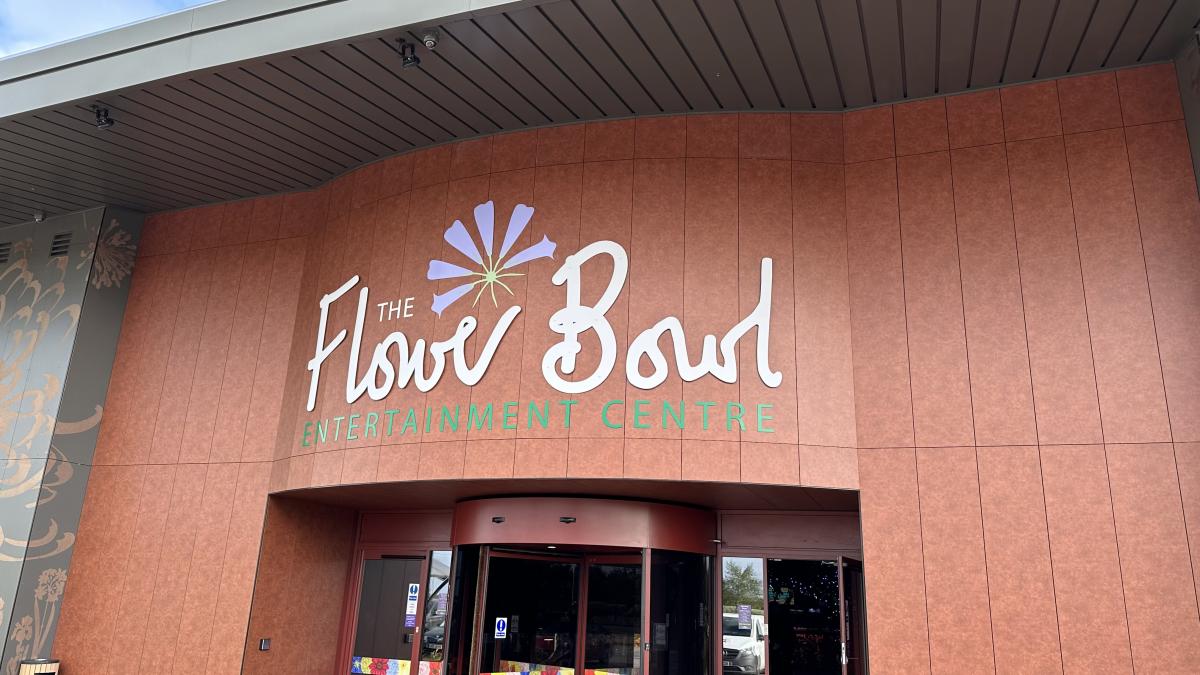 THE
Flower Bowl
ENTERTAINMENT CENTRE